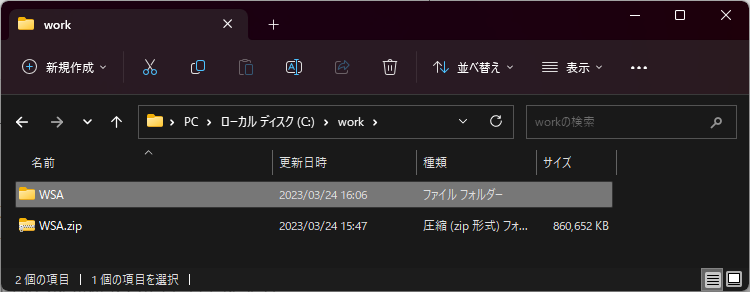 work
新規作成 並べ替え 表示
PC ローカル ディスク (C:) work workの検索
名前 更新日時 種類 サイズ
WSA 2023/03/24 16:06 ファイル フォルダー
WSA.zip 2023/03/24 15:47 圧縮 (zip 形式) フォ... 860,652 KB
2 個の項目 1 個の項目を選択